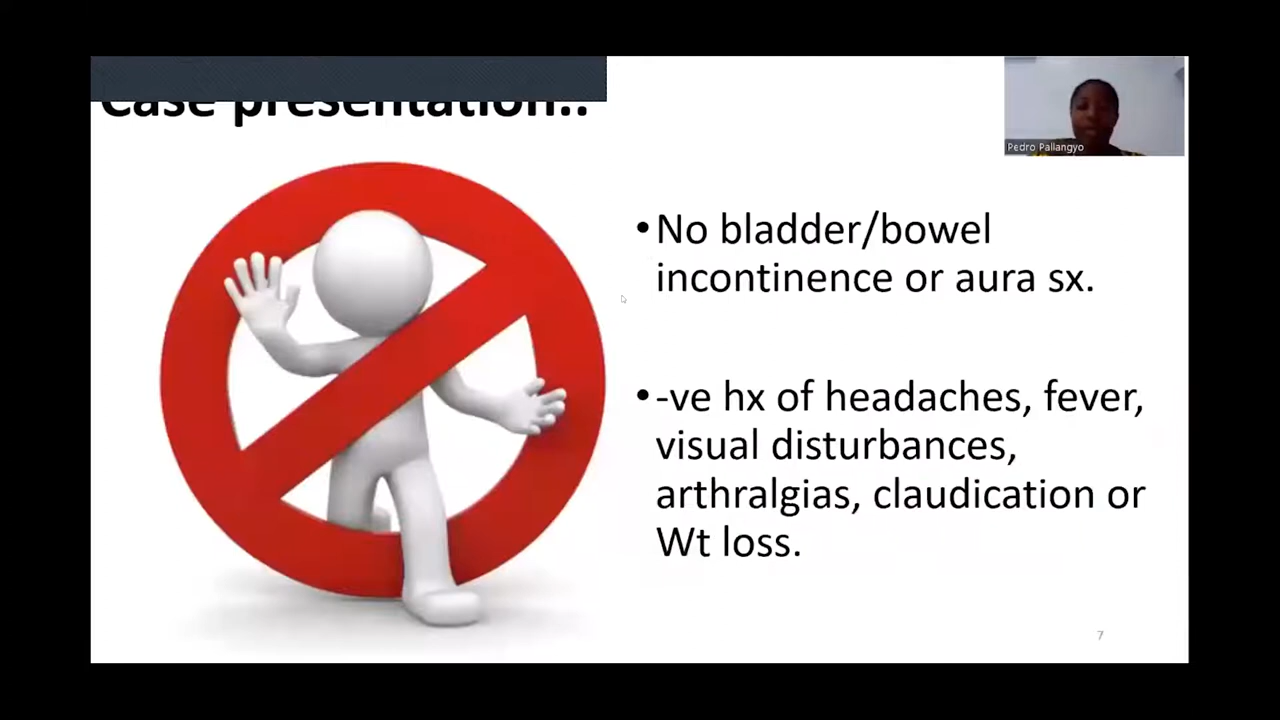 Case presentation..
Pedro Pallangyo
•No bladder/bowel
incontinence or aura sx.
•-ve hx of headaches, fever,
visual disturbances,
arthralgias, claudication or
Wt loss.
7